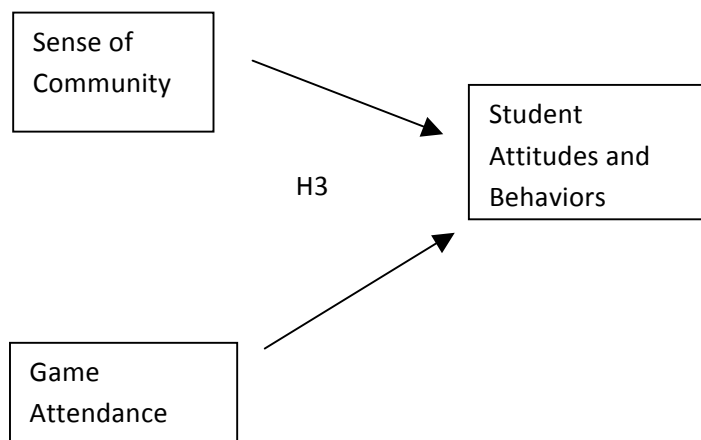 Sense of
Community
Student
Attitudes and
Behaviors
H3
Game
Attendance